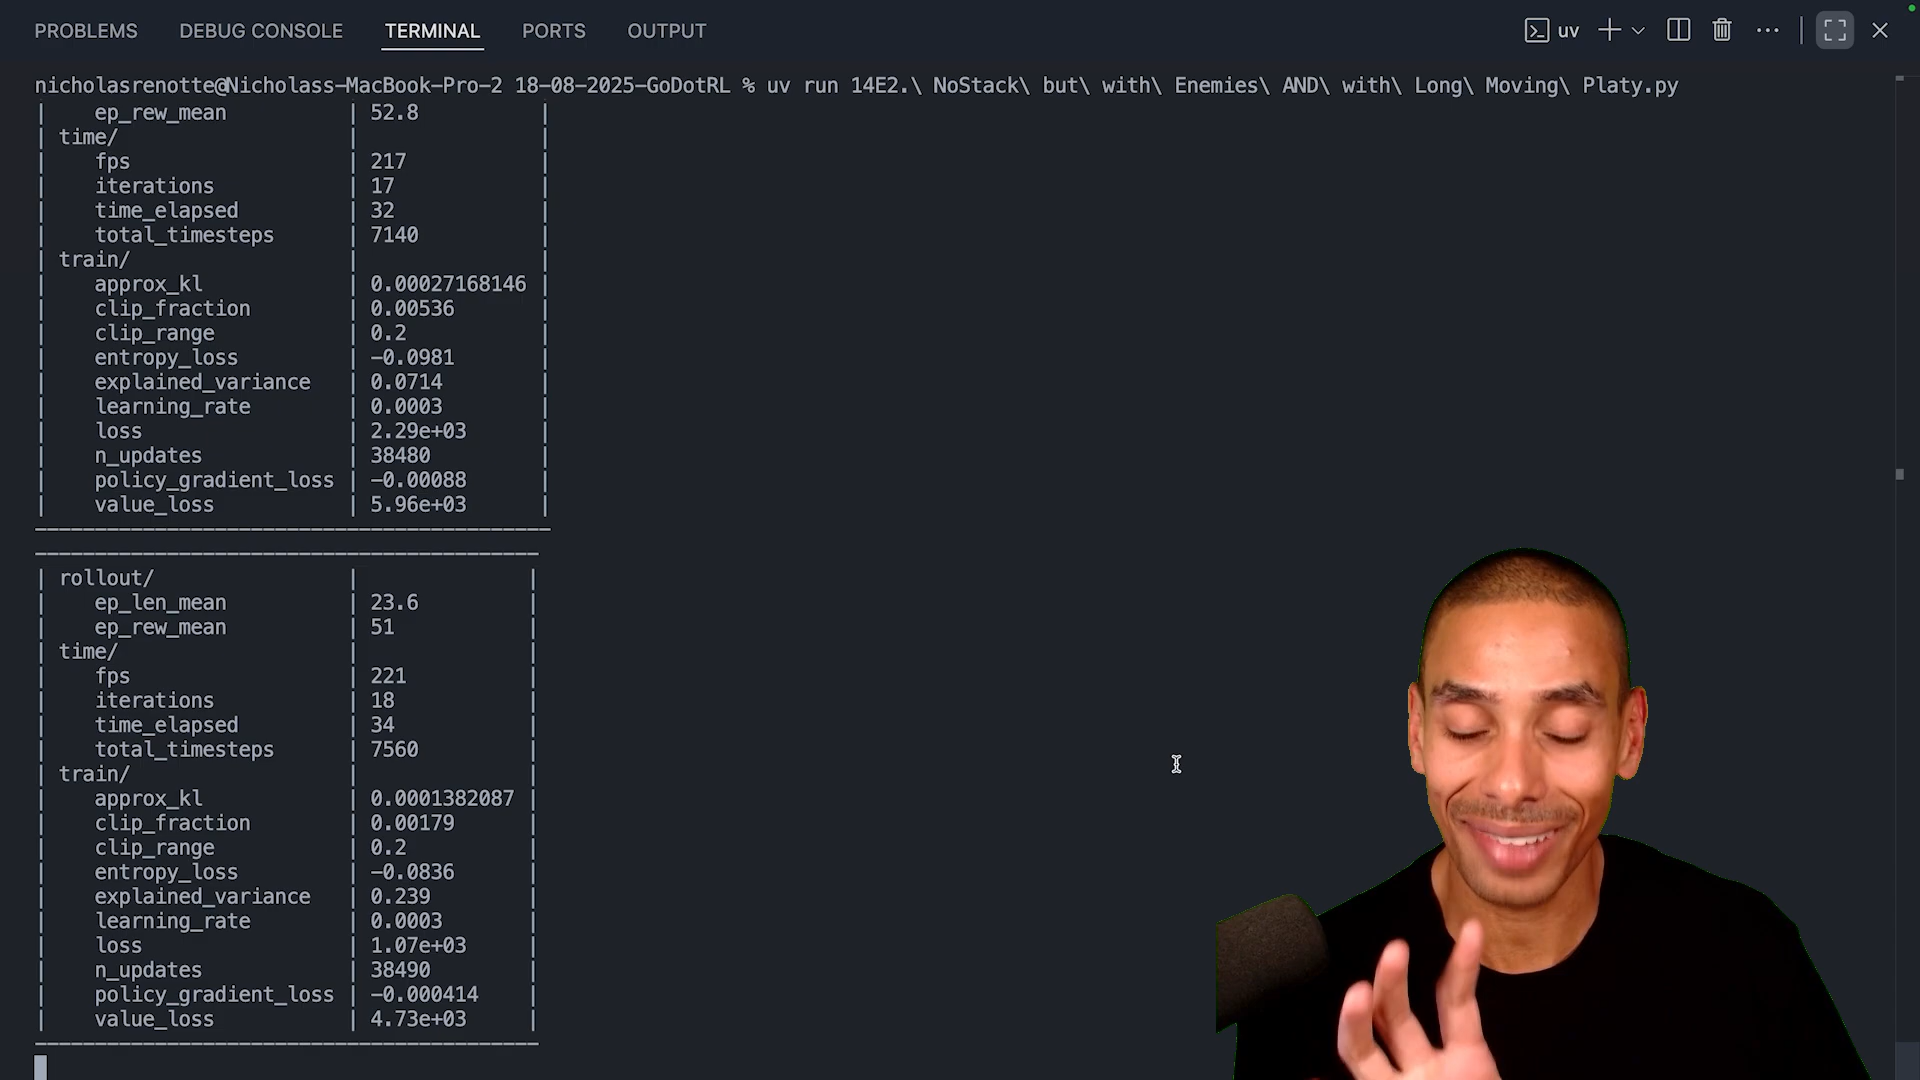 PROBLEMS DEBUG CONSOLE TERMINAL PORTS OUTPUT uv
nicholasrenotte@Nicholass-MacBook-Pro-2 18-08-2025-GoDotRL % uv run 14E2.\ NoStack\ but\ with\ Enemies\ AND\ with\ Long\ Moving\ Platy.py
| ep_rew_mean | 52.8 |
| time/ | |
| fps | 217 |
| iterations | 17 |
| time_elapsed | 32 |
| total_timesteps | 7140 |
| train/ | |
| approx_kl | 0.00027168146 |
| clip_fraction | 0.00536 |
| clip_range | 0.2 |
| entropy_loss | -0.0981 |
| explained_variance | 0.0714 |
| learning_rate | 0.0003 |
| loss | 2.29e+03 |
| n_updates | 38480 |
| policy_gradient_loss | -0.00088 |
| value_loss | 5.96e+03 |
-------------------------------------------
------------------------------------------
| rollout/ | |
| ep_len_mean | 23.6 |
| ep_rew_mean | 51 |
| time/ | |
| fps | 221 |
| iterations | 18 |
| time_elapsed | 34 |
| total_timesteps | 7560 |
| train/ | |
| approx_kl | 0.0001382087 |
| clip_fraction | 0.00179 |
| clip_range | 0.2 |
| entropy_loss | -0.0836 |
| explained_variance | 0.239 |
| learning_rate | 0.0003 |
| loss | 1.07e+03 |
| n_updates | 38490 |
| policy_gradient_loss | -0.000414 |
| value_loss | 4.73e+03 |
------------------------------------------